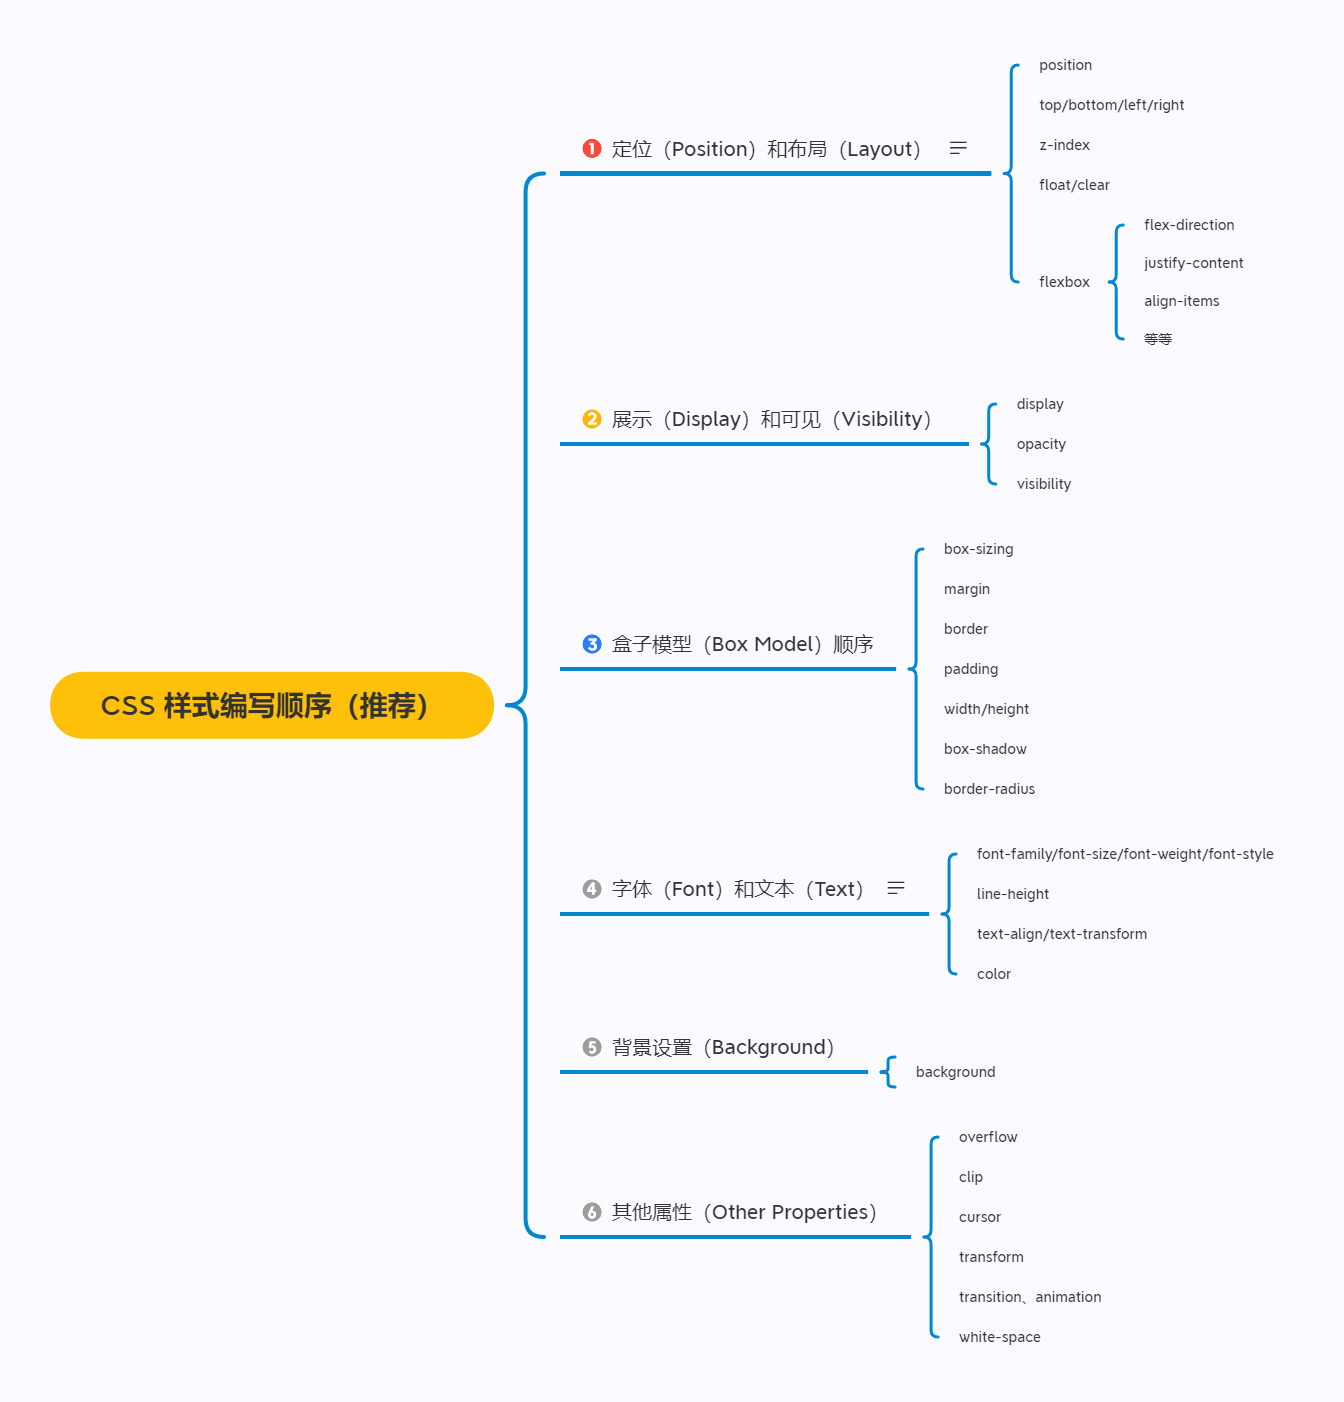 CSS 样式编写顺序（推荐）
1 定位（Position）和布局（Layout）
position
top/bottom/left/right
z-index
float/clear
flexbox
flex-direction
justify-content
align-items
等等
2 展示（Display）和可见（Visibility）
display
opacity
visibility
3 盒子模型（Box Model）顺序
box-sizing
margin
border
padding
width/height
box-shadow
border-radius
4 字体（Font）和文本（Text）
font-family/font-size/font-weight/font-style
line-height
text-align/text-transform
color
5 背景设置（Background）
background
6 其他属性（Other Properties）
overflow
clip
cursor
transform
transition、animation
white-space